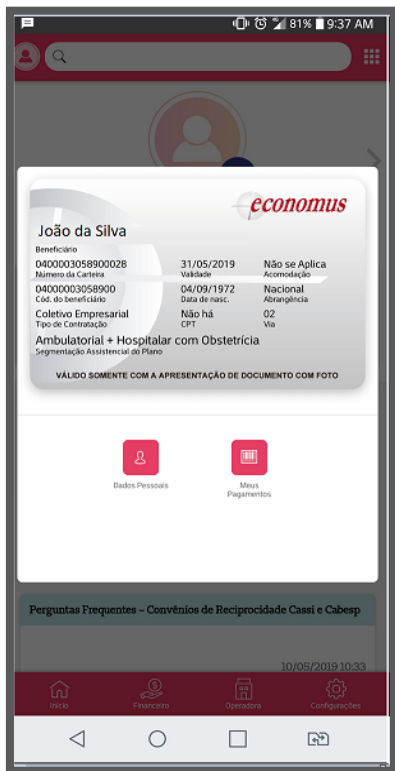 81% 9:37 AM
economus
João da Silva
Beneficiário
0400003058900028 31/05/2019 Não se Aplica
Número da Carteira Validade Acomodação
04000003058900 04/09/1972 Nacional
Cód. do beneficiário Data de nasc. Abrangência
Coletivo Empresarial Não há 02
Tipo de Contratação CPT Via
Ambulatorial + Hospitalar com Obstetrícia
Segmentação Assistencial do Plano
VÁLIDO SOMENTE COM A APRESENTAÇÃO DE DOCUMENTO COM FOTO
Dados Pessoais
Meus
Pagamentos
Perguntas Frequentes – Convênios de Reciprocidade Cassi e Cabesp
10/05/2019 10:33
Início Financeiro Operadora Configurações